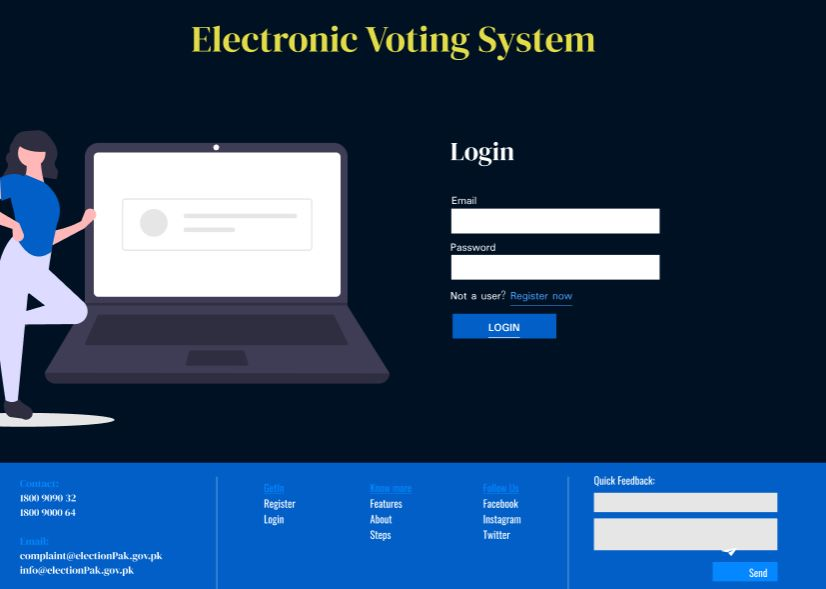 Electronic Voting System
Login
Email
Password
Not a user? Register now
LOGIN
Contact:
1800 9090 32
1800 9000 64
Email:
complaint@electionPak.gov.pk
info@electionPak.gov.pk
GetIn
Register
Login
Know more
Features
About
Steps
Follow Us
Facebook
Instagram
Twitter
Quick Feedback:
Send